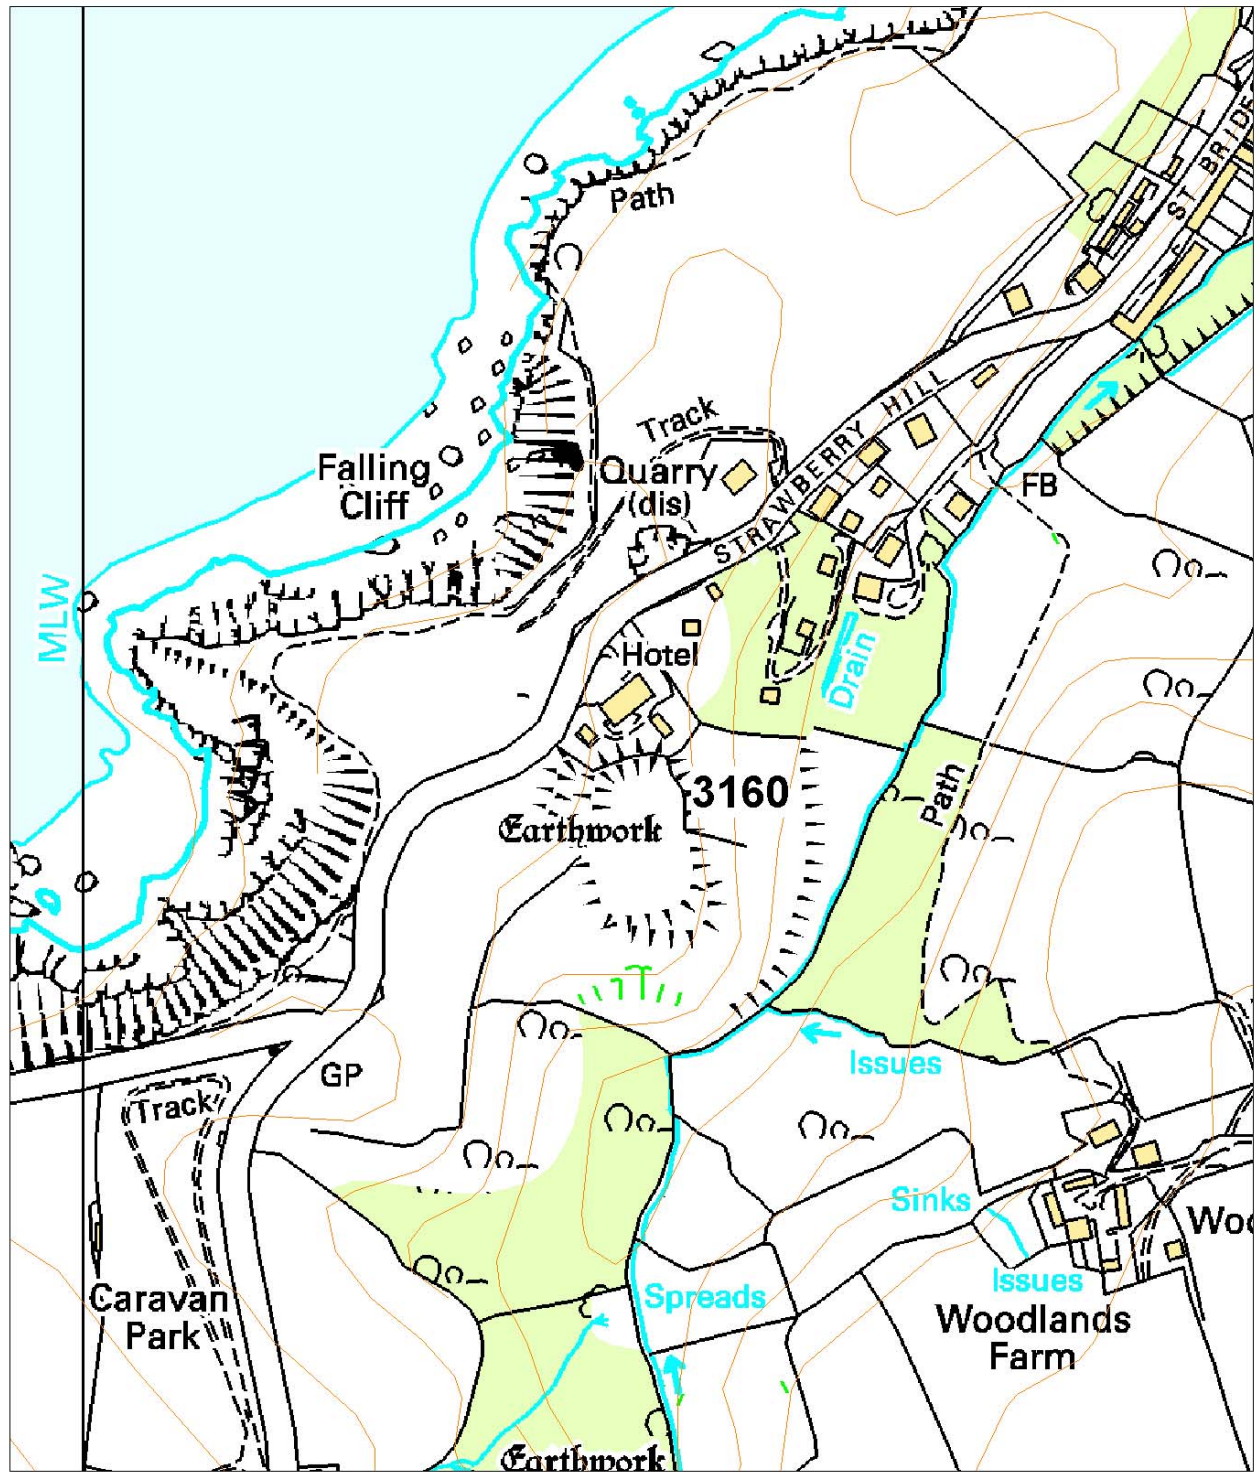 Path
ST BRIDE
Track
STRAWBERRY HILL
Falling
Cliff
Quarry
(dis)
FB
MLW
Hotel
Drain
3160
Earthwork
Path
Issues
GP
Track
Sinks
Woo
Issues
Spreads
Caravan
Park
Woodlands
Farm
Earthwork